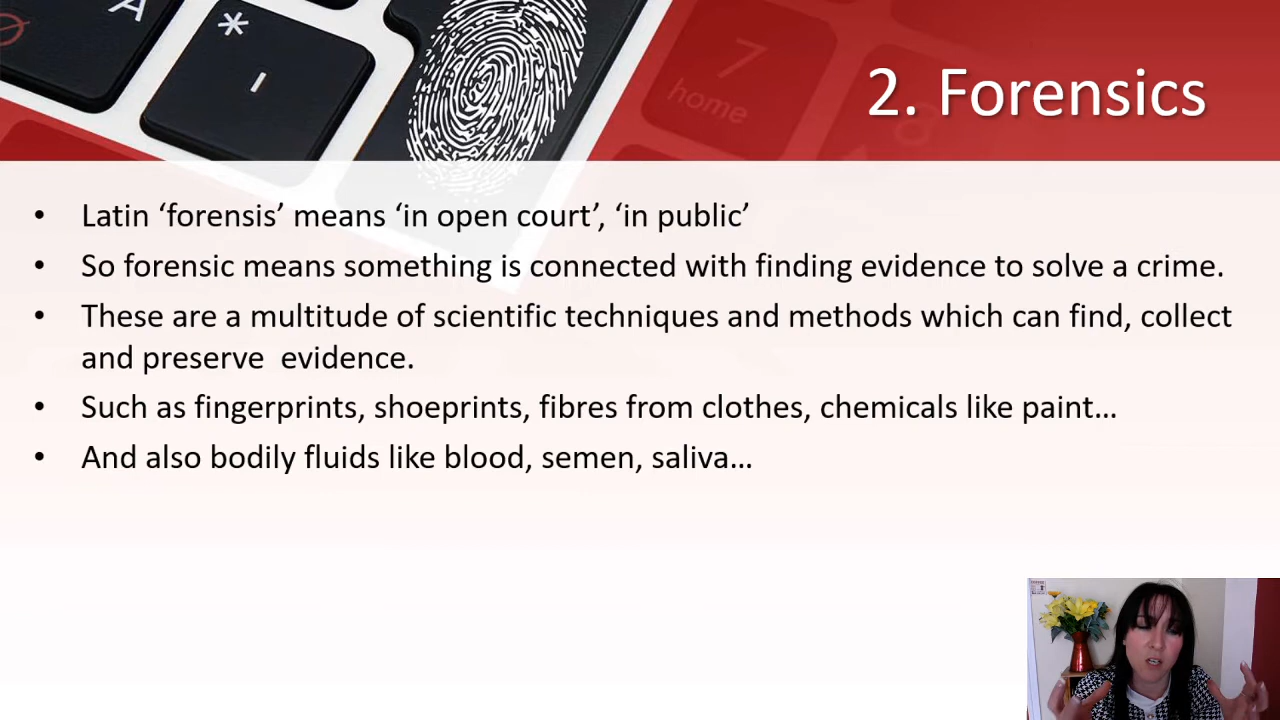 A
*
7
home
2. Forensics
• Latin ‘forensis’ means ‘in open court’, ‘in public’
• So forensic means something is connected with finding evidence to solve a crime.
• These are a multitude of scientific techniques and methods which can find, collect
and preserve  evidence.
• Such as fingerprints, shoeprints, fibres from clothes, chemicals like paint…
• And also bodily fluids like blood, semen, saliva…